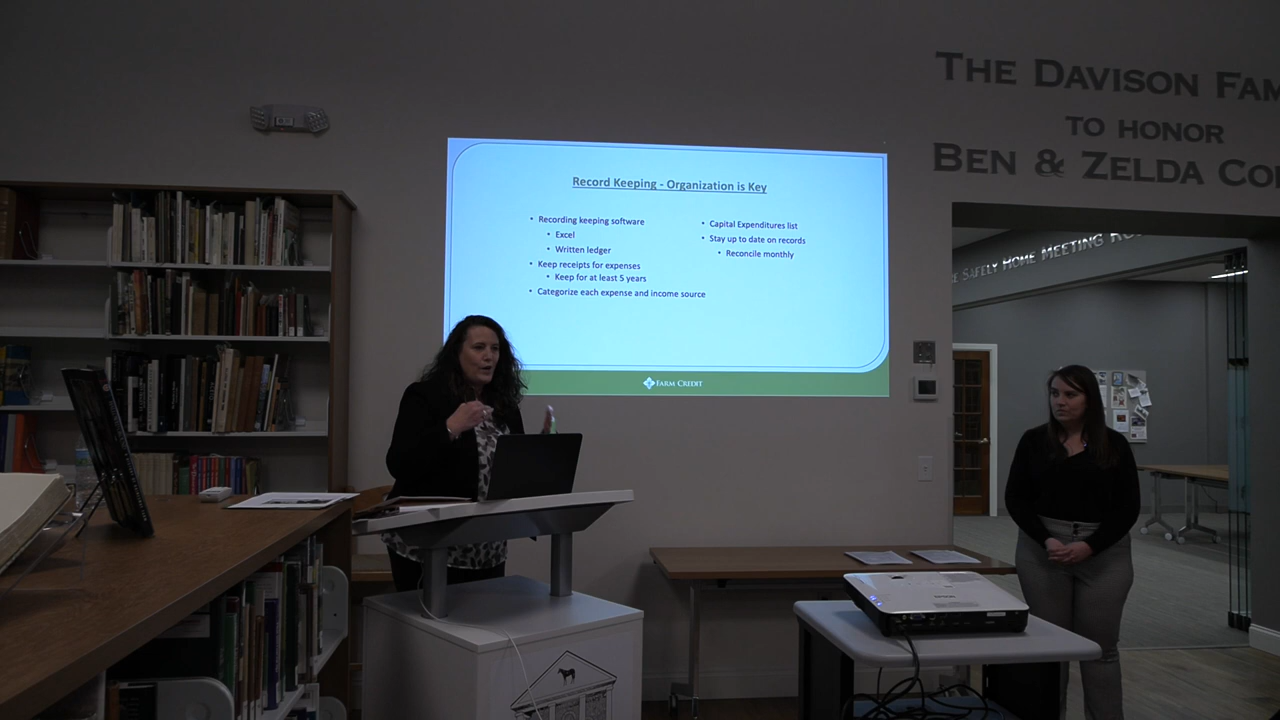 THE DAVISON FAM
TO HONOR
BEN & ZELDA CO
Record Keeping - Organization is Key
• Recording keeping software
• Excel
• Written ledger
• Keep receipts for expenses
• Keep for at least 5 years
• Categorize each expense and income source
• Capital Expenditures list
• Stay up to date on records
• Reconcile monthly
FARM CREDIT
SAFELY HOME MEETING
EPSON